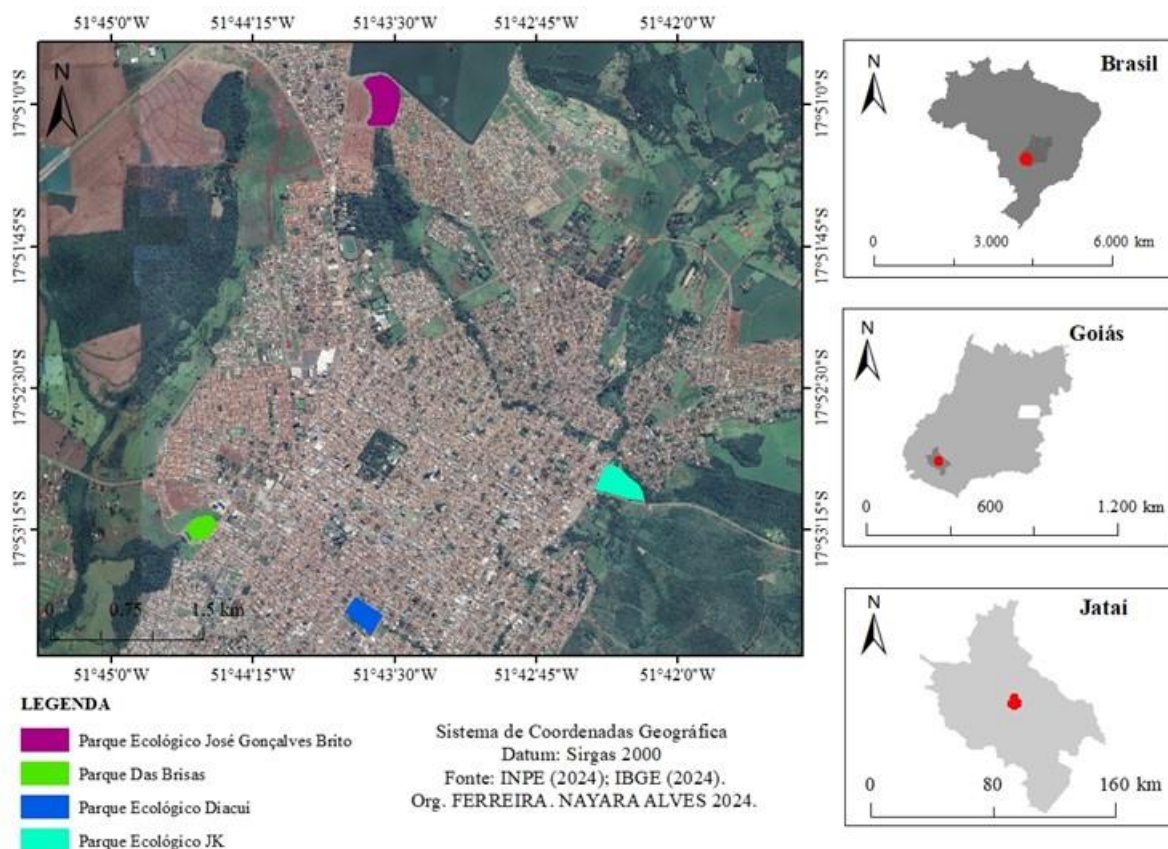 51°45'0"W 51°44'15"W 51°43'30"W 51°42'45"W 51°42'0"W
N
17°51'0"S
17°51'45"S
17°52'30"S
17°53'15"S
17°51'0"S
17°51'45"S
17°52'30"S
17°53'15"S
0 0.75 1.5 km
51°45'0"W 51°44'15"W 51°43'30"W 51°42'45"W 51°42'0"W
N
Brasil
0 3.000 6.000 km
N
Goiás
0 600 1.200 km
N
Jataí
0 80 160 km
LEGENDA
Parque Ecológico José Gonçalves Brito
Parque Das Brisas
Parque Ecológico Diacui
Parque Ecológico JK
Sistema de Coordenadas Geográfica
Datum: Sirgas 2000
Fonte: INPE (2024); IBGE (2024).
Org. FERREIRA. NAYARA ALVES 2024.